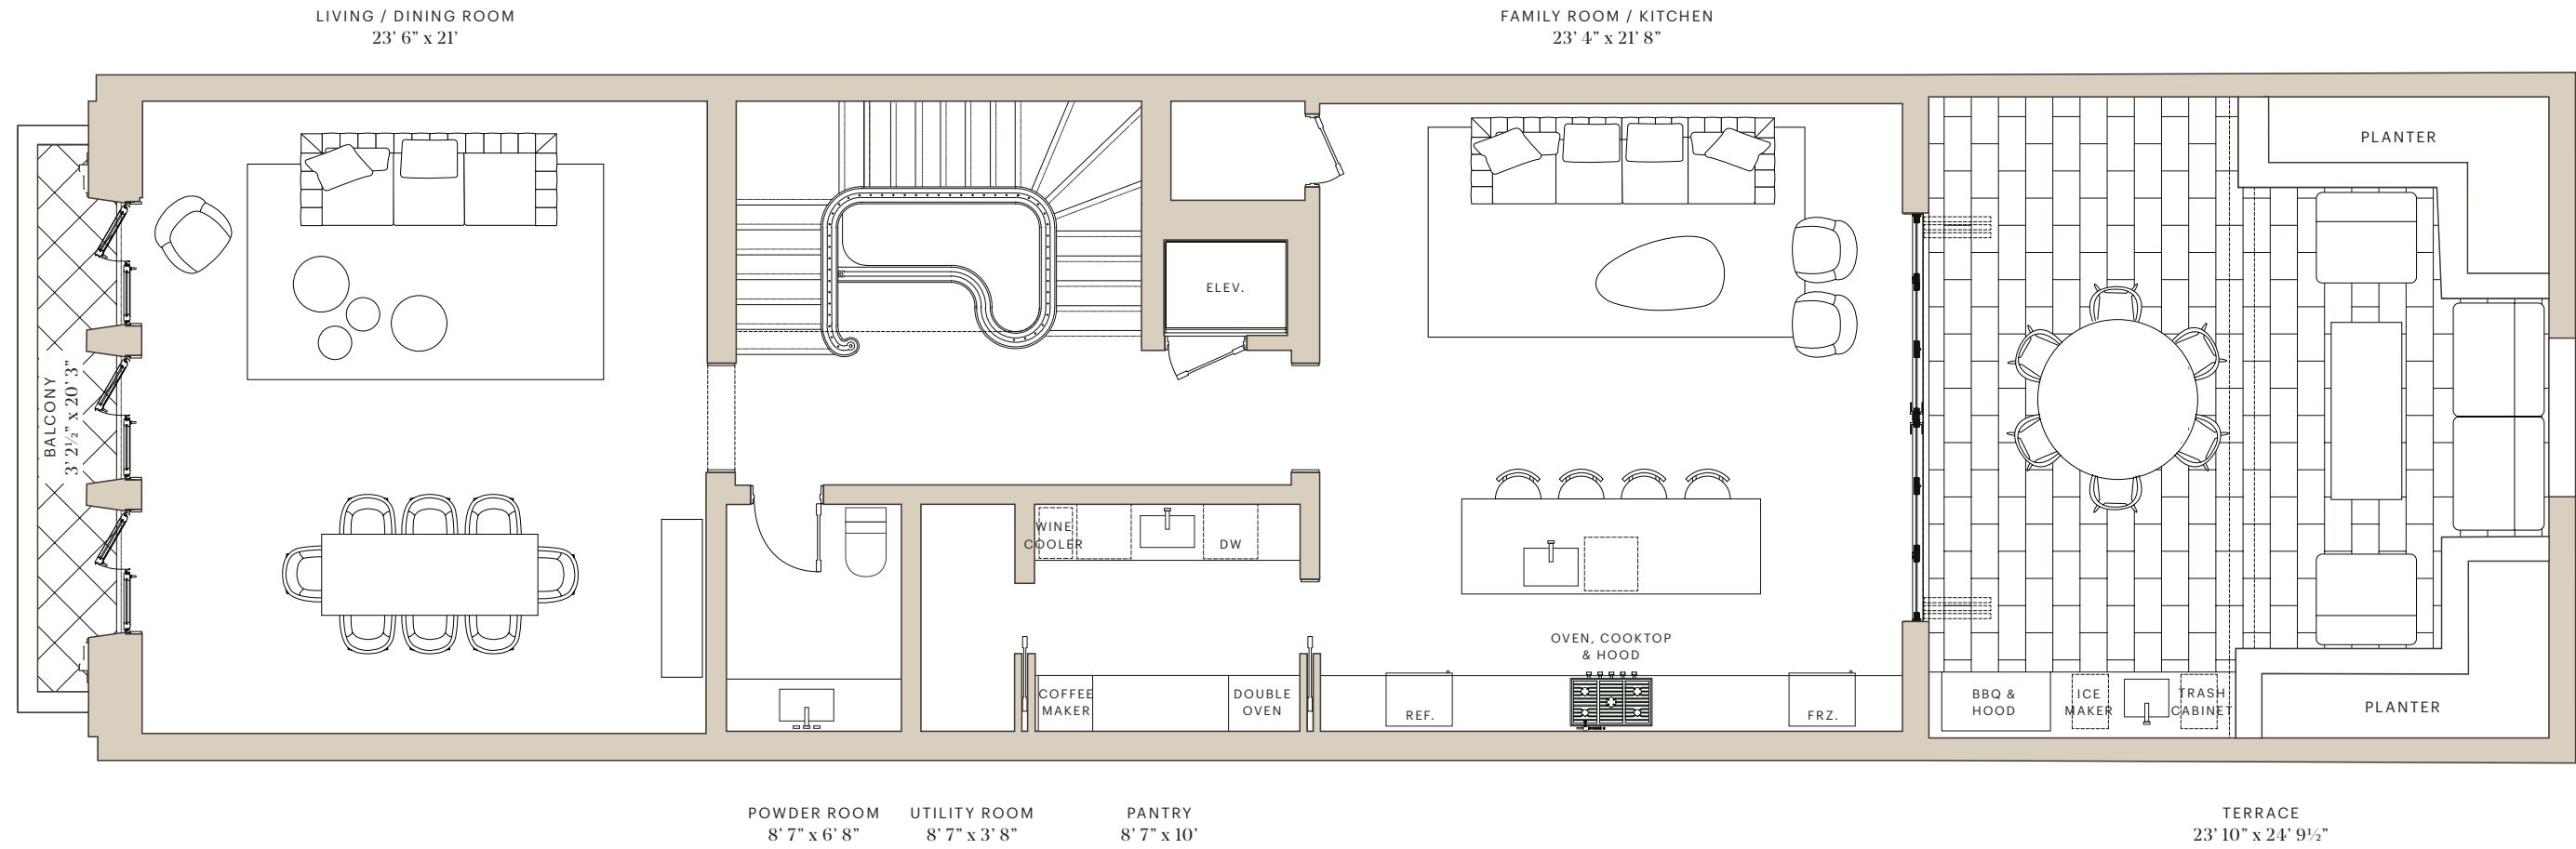 LIVING / DINING ROOM
23’ 6” x 21’
FAMILY ROOM / KITCHEN
23’ 4” x 21’ 8”
PLANTER
ELEV.
BALCONY
3’ 2½” x 20’ 3”
WINE
COOLER
DW
OVEN, COOKTOP
& HOOD
COFFEE
MAKER
DOUBLE
OVEN
REF.
FRZ.
BBQ &
HOOD
ICE
MAKER
TRASH
CABINET
PLANTER
POWDER ROOM
8’ 7” x 6’ 8”
UTILITY ROOM
8’ 7” x 3’ 8”
PANTRY
8’ 7” x 10’
TERRACE
23’ 10” x 24’ 9½”